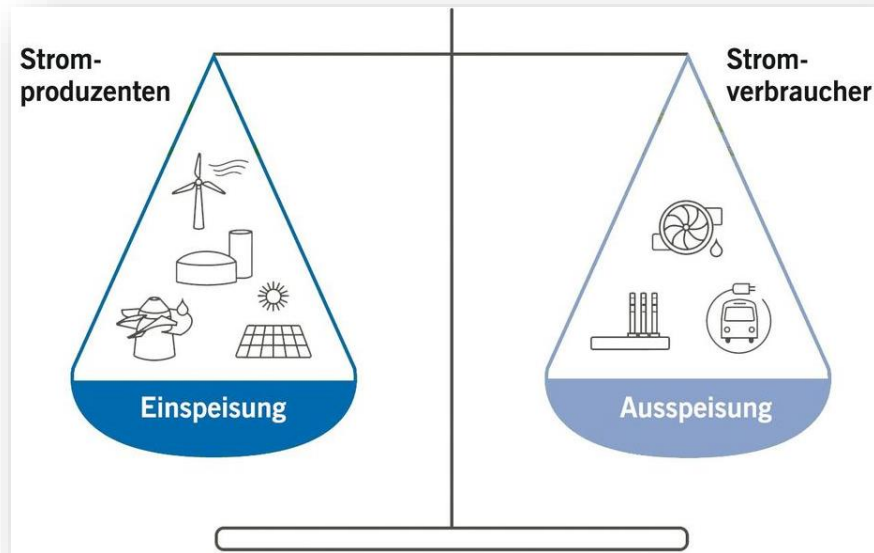 Strom-
produzenten
Strom-
verbraucher
Einspeisung
Ausspeisung